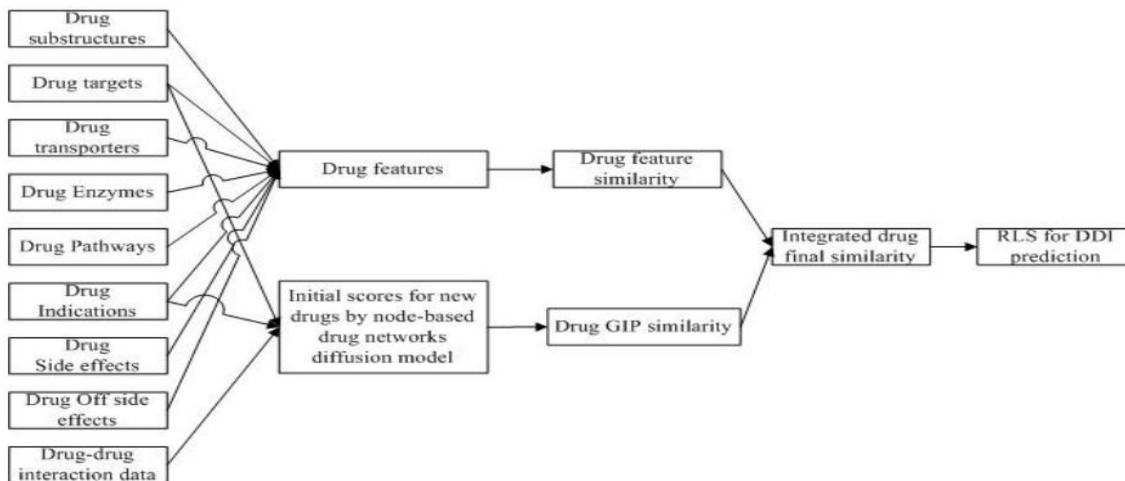 Drug
substructures
Drug targets
Drug
transporters
Drug Enzymes
Drug Pathways
Drug
Indications
Drug
Side effects
Drug Off side
effects
Drug-drug
interaction data
Drug features
Initial scores for new
drugs by node-based
drug networks
diffusion model
Drug feature
similarity
Drug GIP similarity
Integrated drug
final similarity
RLS for DDI
prediction